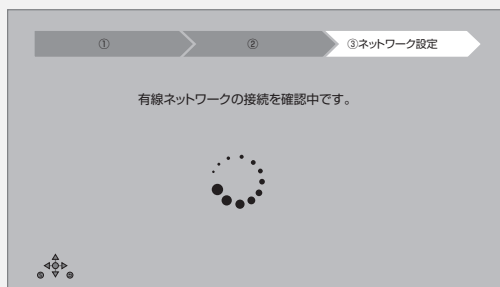 ①
②
③ネットワーク設定
有線ネットワークの接続を確認中です。